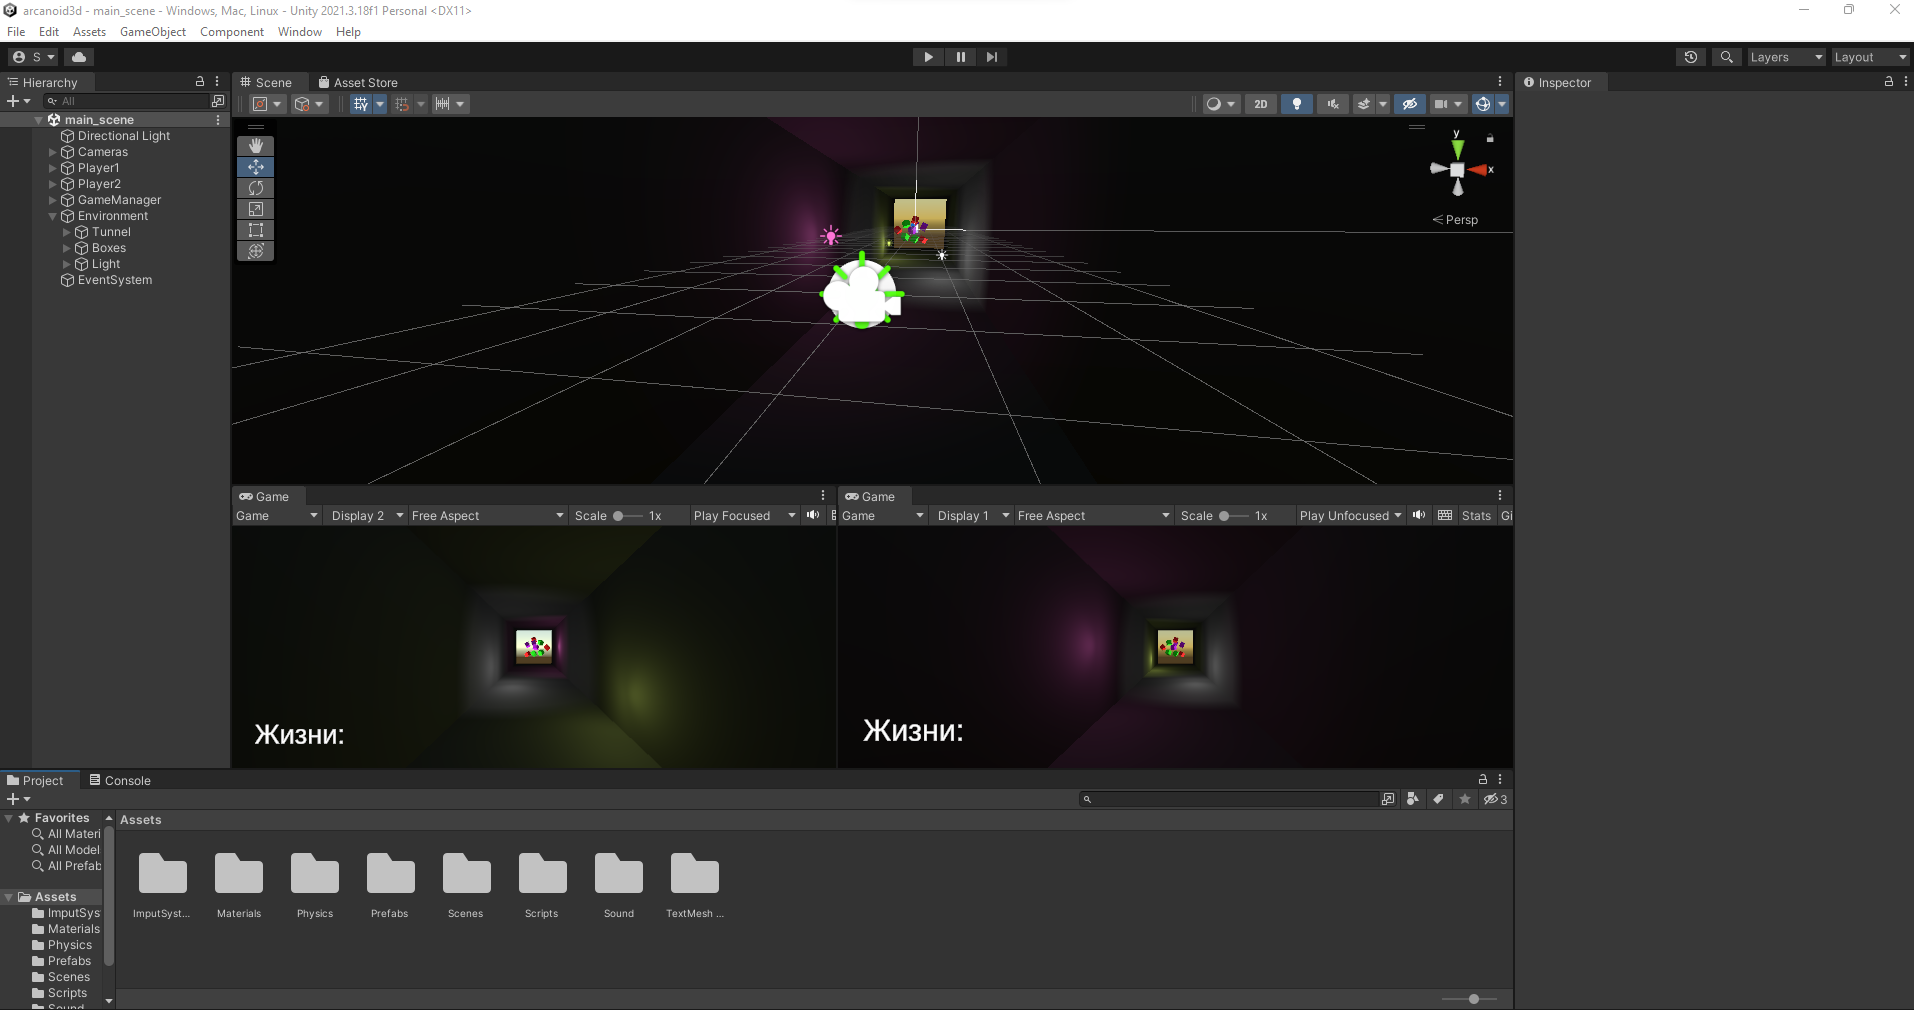 arcanoid3d - main_scene - Windows, Mac, Linux - Unity 2021.3.18f1 Personal <DX11>
File Edit Assets GameObject Component Window Help
S Layers Layout
Hierarchy
All
main_scene
Directional Light
Cameras
Player1
Player2
GameManager
Environment
Tunnel
Boxes
Light
EventSystem
Scene Asset Store
2D
y
x
Persp
Inspector
Game
Game Display 2 Free Aspect Scale 1x Play Focused
Жизни:
Game
Game Display 1 Free Aspect Scale 1x Play Unfocused Stats Gi
Жизни:
Project Console
3
Favorites
All Materi
All Model
All Prefab
Assets
ImputSys
Materials
Physics
Prefabs
Scenes
Scripts
Sound
Assets
ImputSyst... Materials Physics Prefabs Scenes Scripts Sound TextMesh ...